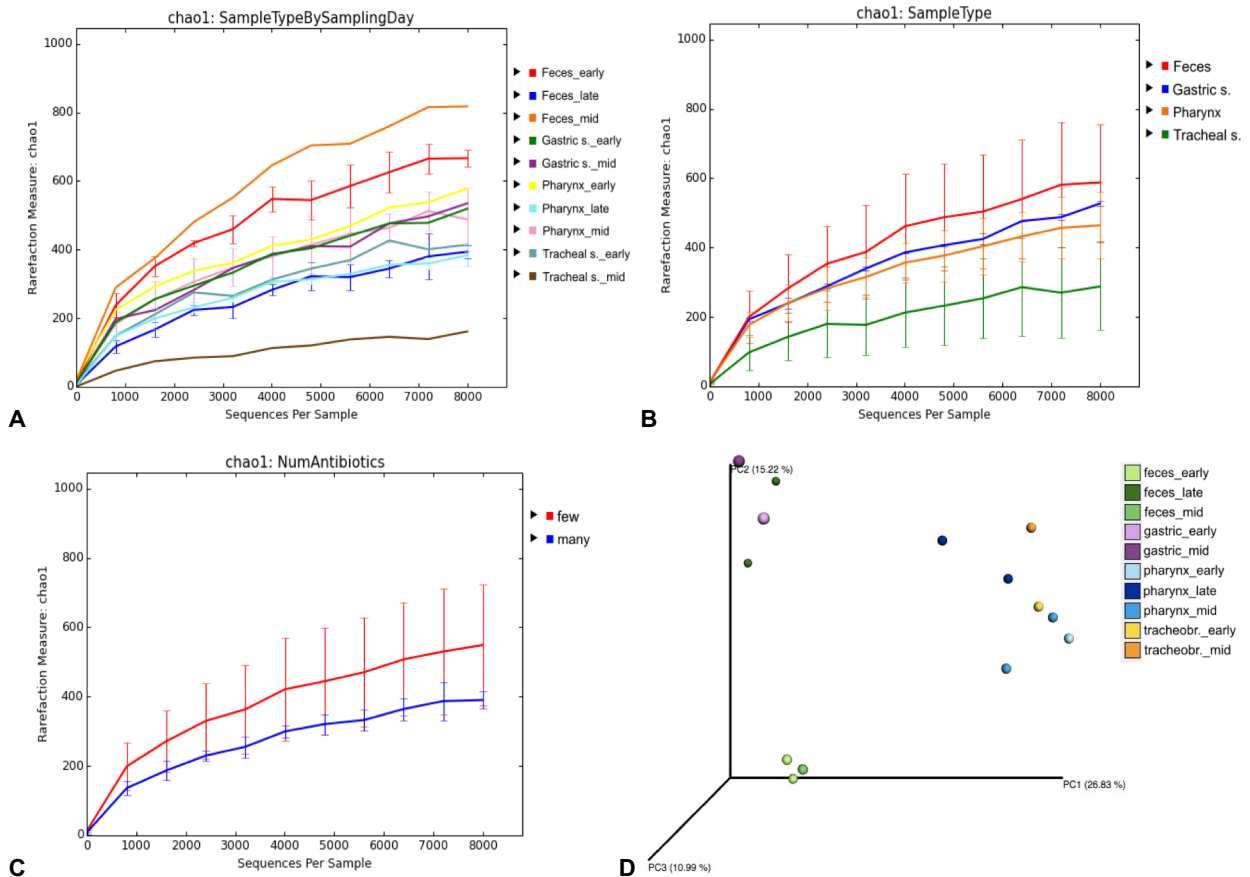 chao1: SampleTypeBySamplingDay
Rarefaction Measure: chao1
1000
800
600
400
200
0
0 1000 2000 3000 4000 5000 6000 7000 8000
Sequences Per Sample
Feces_early
Feces_late
Feces_mid
Gastric s._early
Gastric s._mid
Pharynx_early
Pharynx_late
Pharynx_mid
Tracheal s._early
Tracheal s._mid
A
chao1: SampleType
Rarefaction Measure: chao1
1000
800
600
400
200
0
0 1000 2000 3000 4000 5000 6000 7000 8000
Sequences Per Sample
Feces
Gastric s.
Pharynx
Tracheal s.
B
chao1: NumAntibiotics
Rarefaction Measure: chao1
1000
800
600
400
200
0
0 1000 2000 3000 4000 5000 6000 7000 8000
Sequences Per Sample
few
many
C
PC2 (15.22 %)
PC1 (26.83 %)
PC3 (10.99 %)
feces_early
feces_late
feces_mid
gastric_early
gastric_mid
pharynx_early
pharynx_late
pharynx_mid
tracheobr._early
tracheobr._mid
D